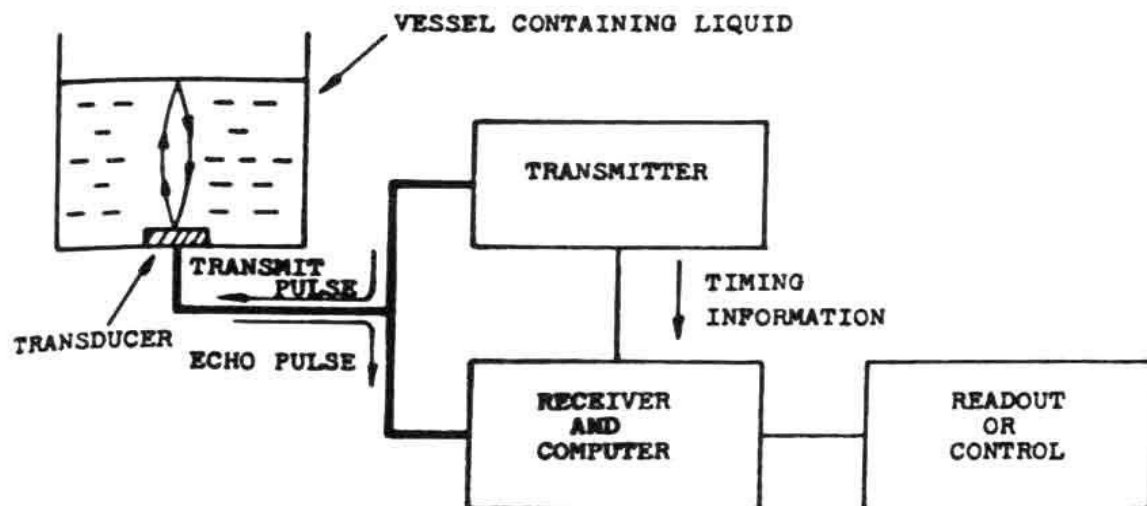 VESSEL CONTAINING LIQUID
TRANSMITTER
TRANSMIT
PULSE
TIMING
INFORMATION
TRANSDUCER
ECHO PULSE
RECEIVER
AND
COMPUTER
READOUT
OR
CONTROL